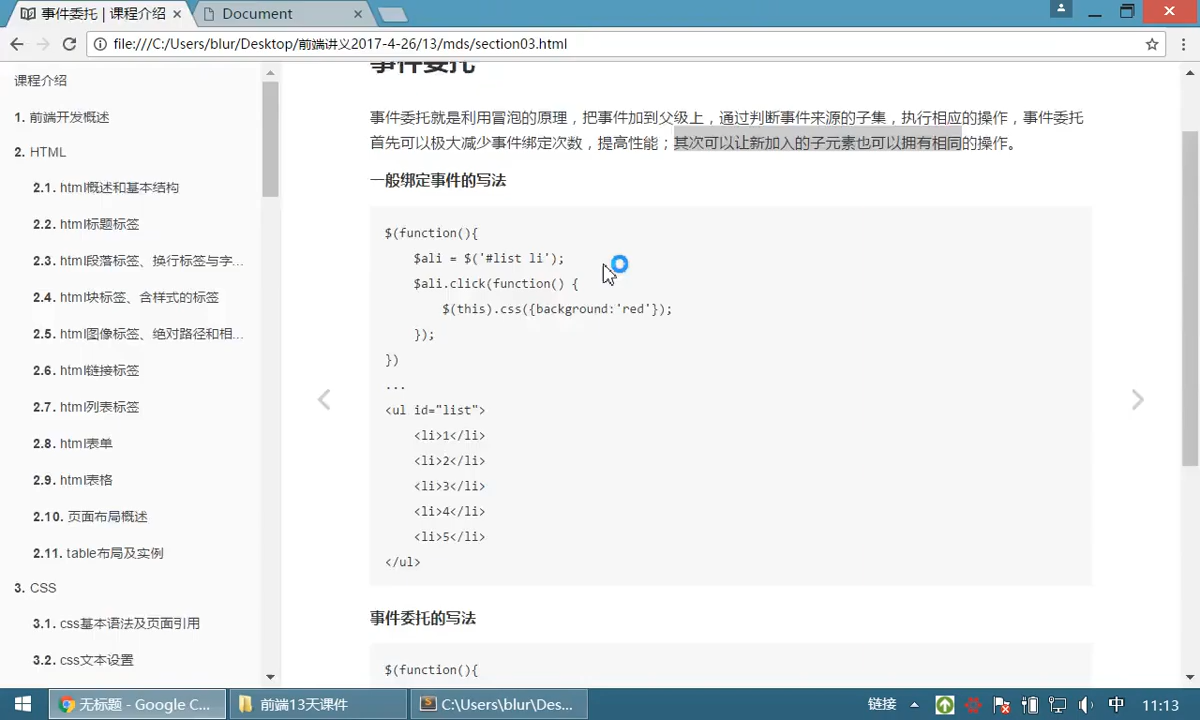 事件委托 | 课程介绍
Document
file:///C:/Users/blur/Desktop/前端讲义2017-4-26/13/mds/section03.html
课程介绍
1. 前端开发概述
2. HTML
2.1. html概述和基本结构
2.2. html标题标签
2.3. html段落标签、换行标签与字...
2.4. html块标签、含样式的标签
2.5. html图像标签、绝对路径和相...
2.6. html链接标签
2.7. html列表标签
2.8. html表单
2.9. html表格
2.10. 页面布局概述
2.11. table布局及实例
3. CSS
3.1. css基本语法及页面引用
3.2. css文本设置
事件委托
事件委托就是利用冒泡的原理，把事件加到父级上，通过判断事件来源的子集，执行相应的操作，事件委托
首先可以极大减少事件绑定次数，提高性能；其次可以让新加入的子元素也可以拥有相同的操作。
一般绑定事件的写法
$(function(){
$ali = $('#list li');
$ali.click(function() {
$(this).css({background:'red'});
});
})
...
<ul id="list">
<li>1</li>
<li>2</li>
<li>3</li>
<li>4</li>
<li>5</li>
</ul>
事件委托的写法
$(function(){
无标题 - Google C...
前端13天课件
C:\Users\blur\Des...
链接
中
11:13